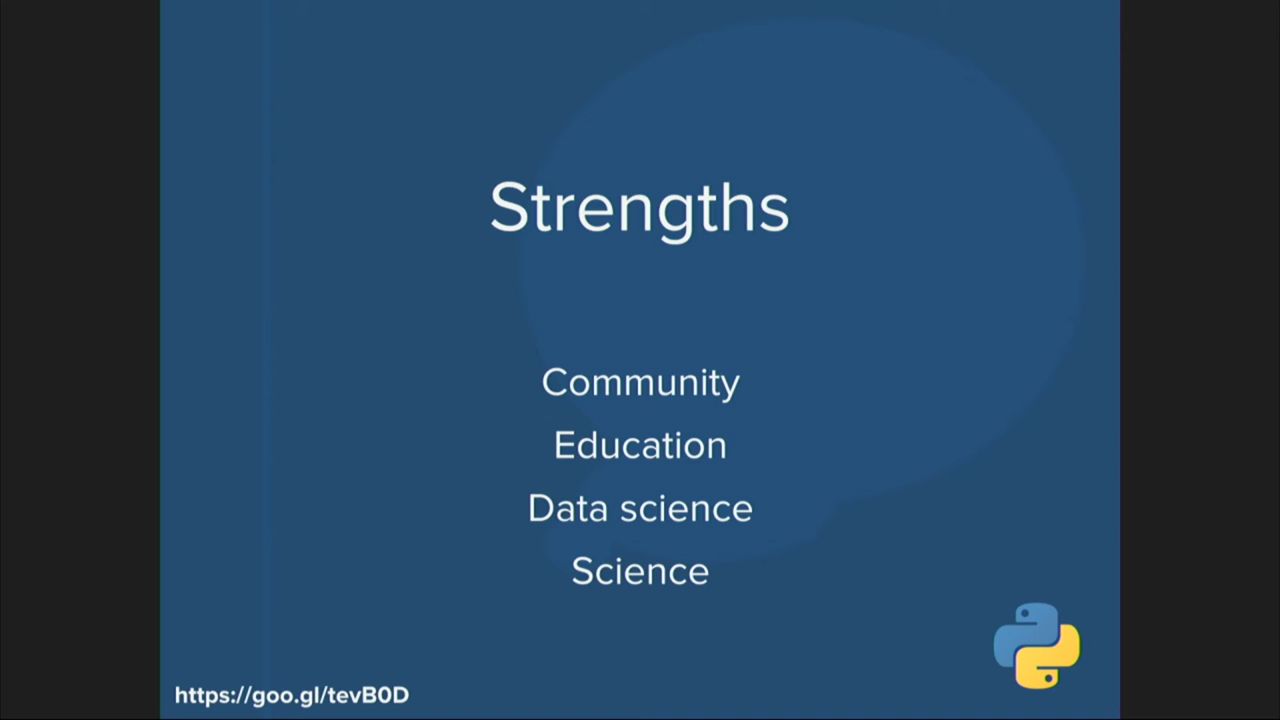 Strengths
Community
Education
Data science
Science
https://goo.gl/tevB0D